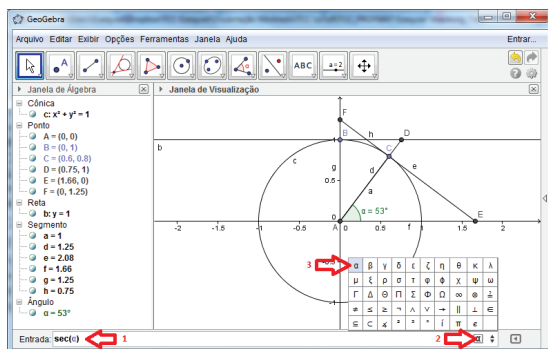 GeoGebra
Arquivo Editar Exibir Opções Ferramentas Janela Ajuda
Entrar...
ABC
a=2
Janela de Álgebra
Janela de Visualização
Cônica
c: x² + y² = 1
Ponto
A = (0, 0)
B = (0, 1)
C = (0.6, 0.8)
D = (0.75, 1)
E = (1.66, 0)
F = (0, 1.25)
Reta
b: y = 1
Segmento
a = 1
d = 1.25
e = 2.08
f = 1.66
g = 1.25
h = 0.75
Ângulo
α = 53°
F
B
h
D
b
1
C
c
g
d
e
0.5
a
α = 53°
0
A
f
E
-2
-1
0
1
2
-0.5
-1
3
α β γ δ ε ζ η θ κ λ
μ ξ ρ σ τ φ ϕ χ ψ ω
Γ Δ Θ Π Σ Φ Ω ∞ ⊗ ≟
≠ ≤ ≥ ¬ ∧ ∨ → ∥ ⊥ ∈
⊆ ⊂ ∡ ² ³ ° í π e
Entrada:
sec(α)
1
2
α